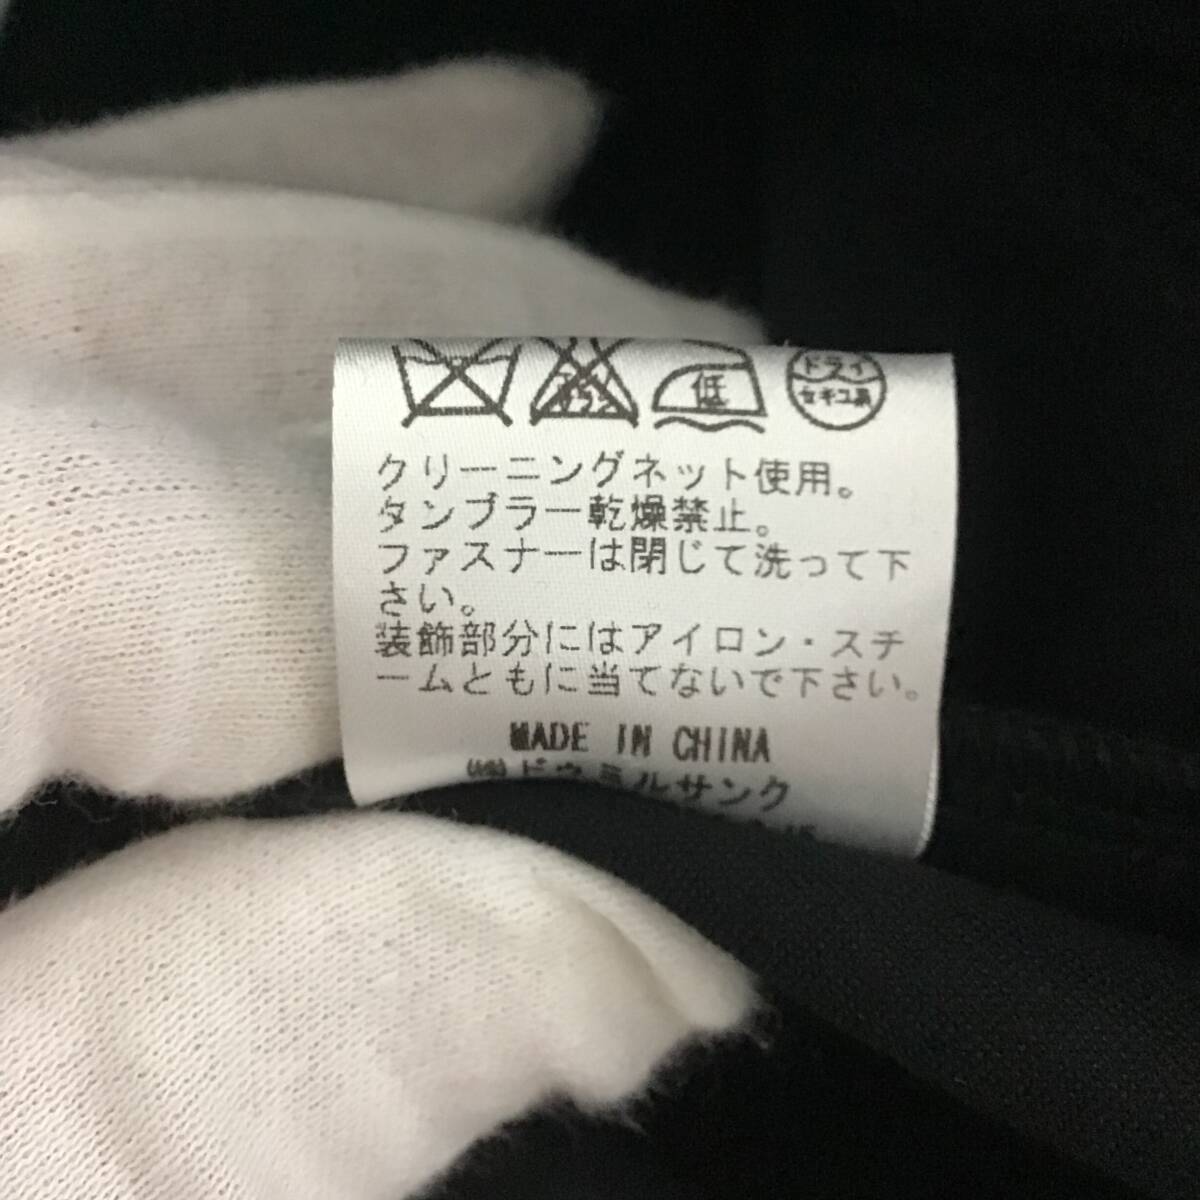 低
ドライ
セキユ系
クリーニングネット使用。
タンブラー乾燥禁止。
ファスナーは閉じて洗って下
さい。
装飾部分にはアイロン・スチ
ームともに当てないで下さい。
MADE IN CHINA
㈱ドゥミルサンク